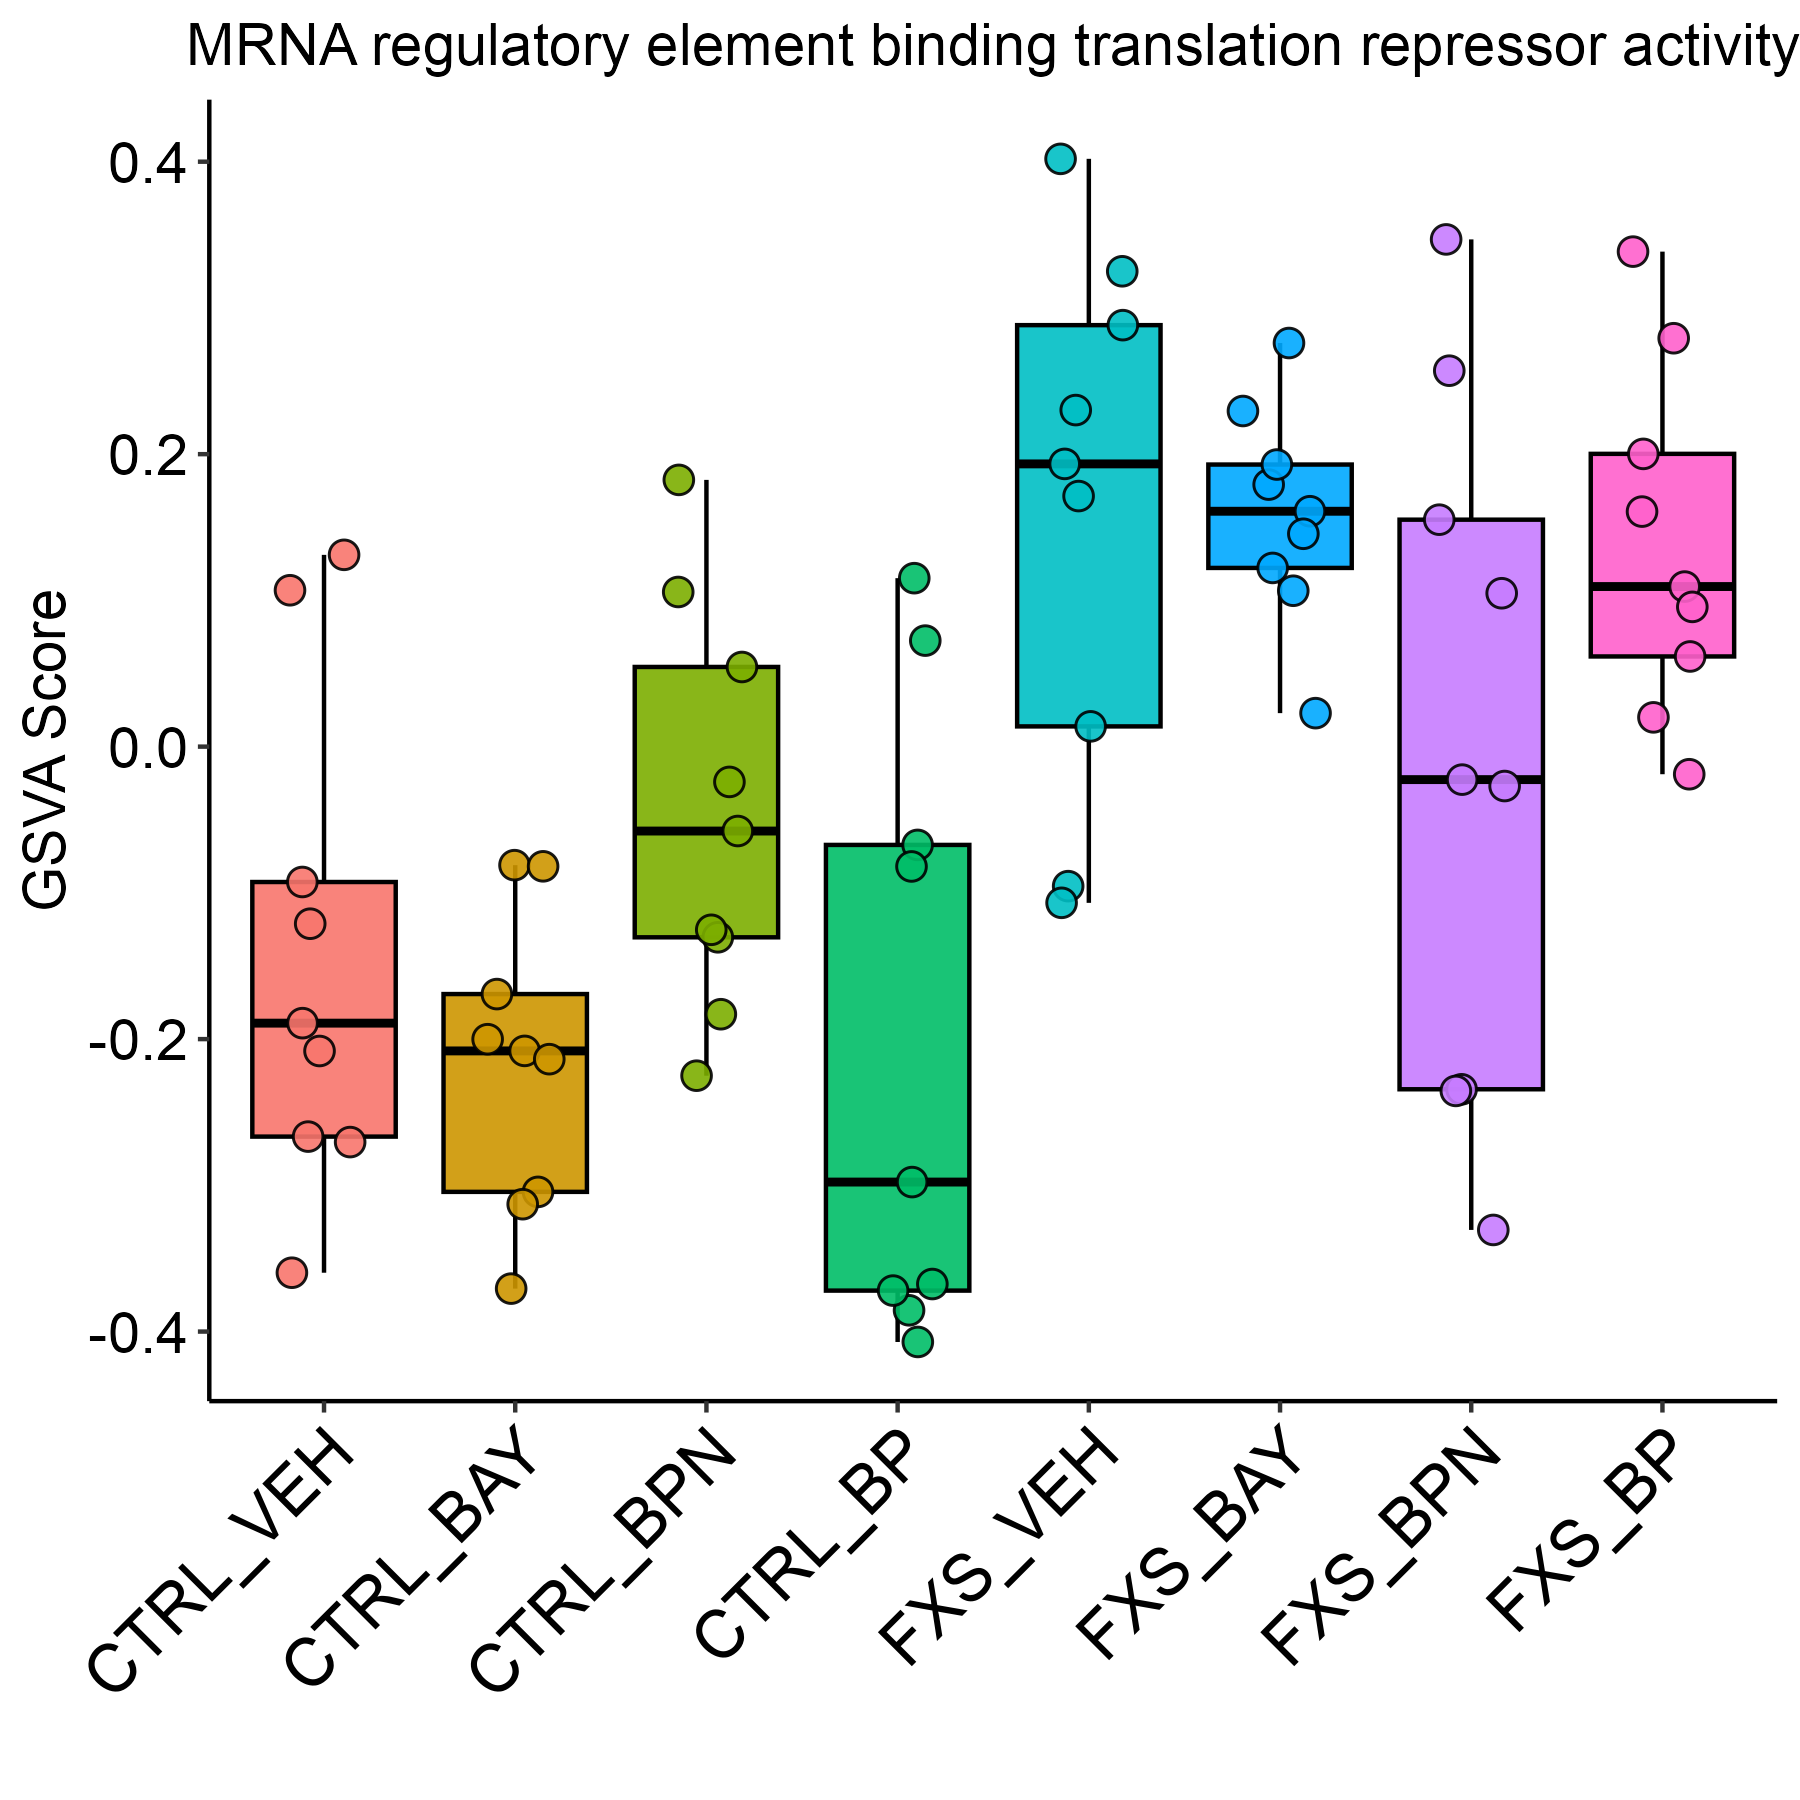 MRNA regulatory element binding translation repressor activity
GSVA Score
0.4
0.2
0.0
-0.2
-0.4
CTRL_VEH
CTRL_BAY
CTRL_BPN
CTRL_BP
FXS_VEH
FXS_BAY
FXS_BPN
FXS_BP